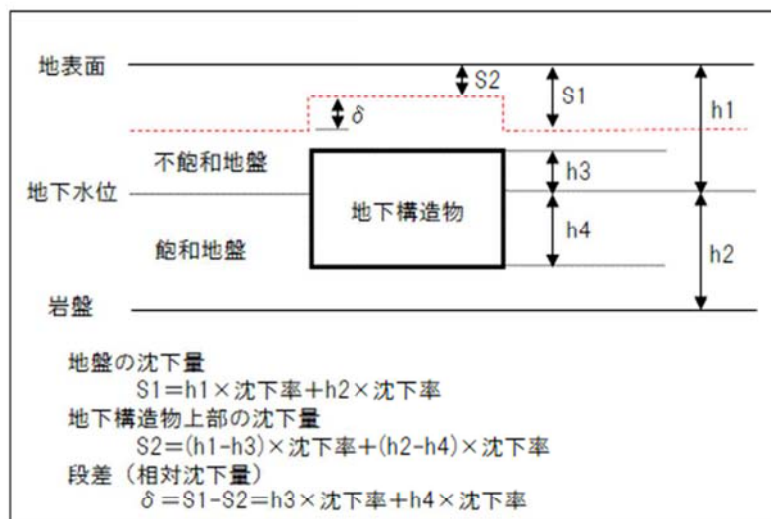 地表面
S2
S1
δ
h1
不飽和地盤
h3
地下水位
地下構造物
h4
飽和地盤
h2
岩盤
地盤の沈下量
S1=h1×沈下率+h2×沈下率
地下構造物上部の沈下量
S2=(h1-h3)×沈下率+(h2-h4)×沈下率
段差（相対沈下量）
δ=S1-S2=h3×沈下率+h4×沈下率